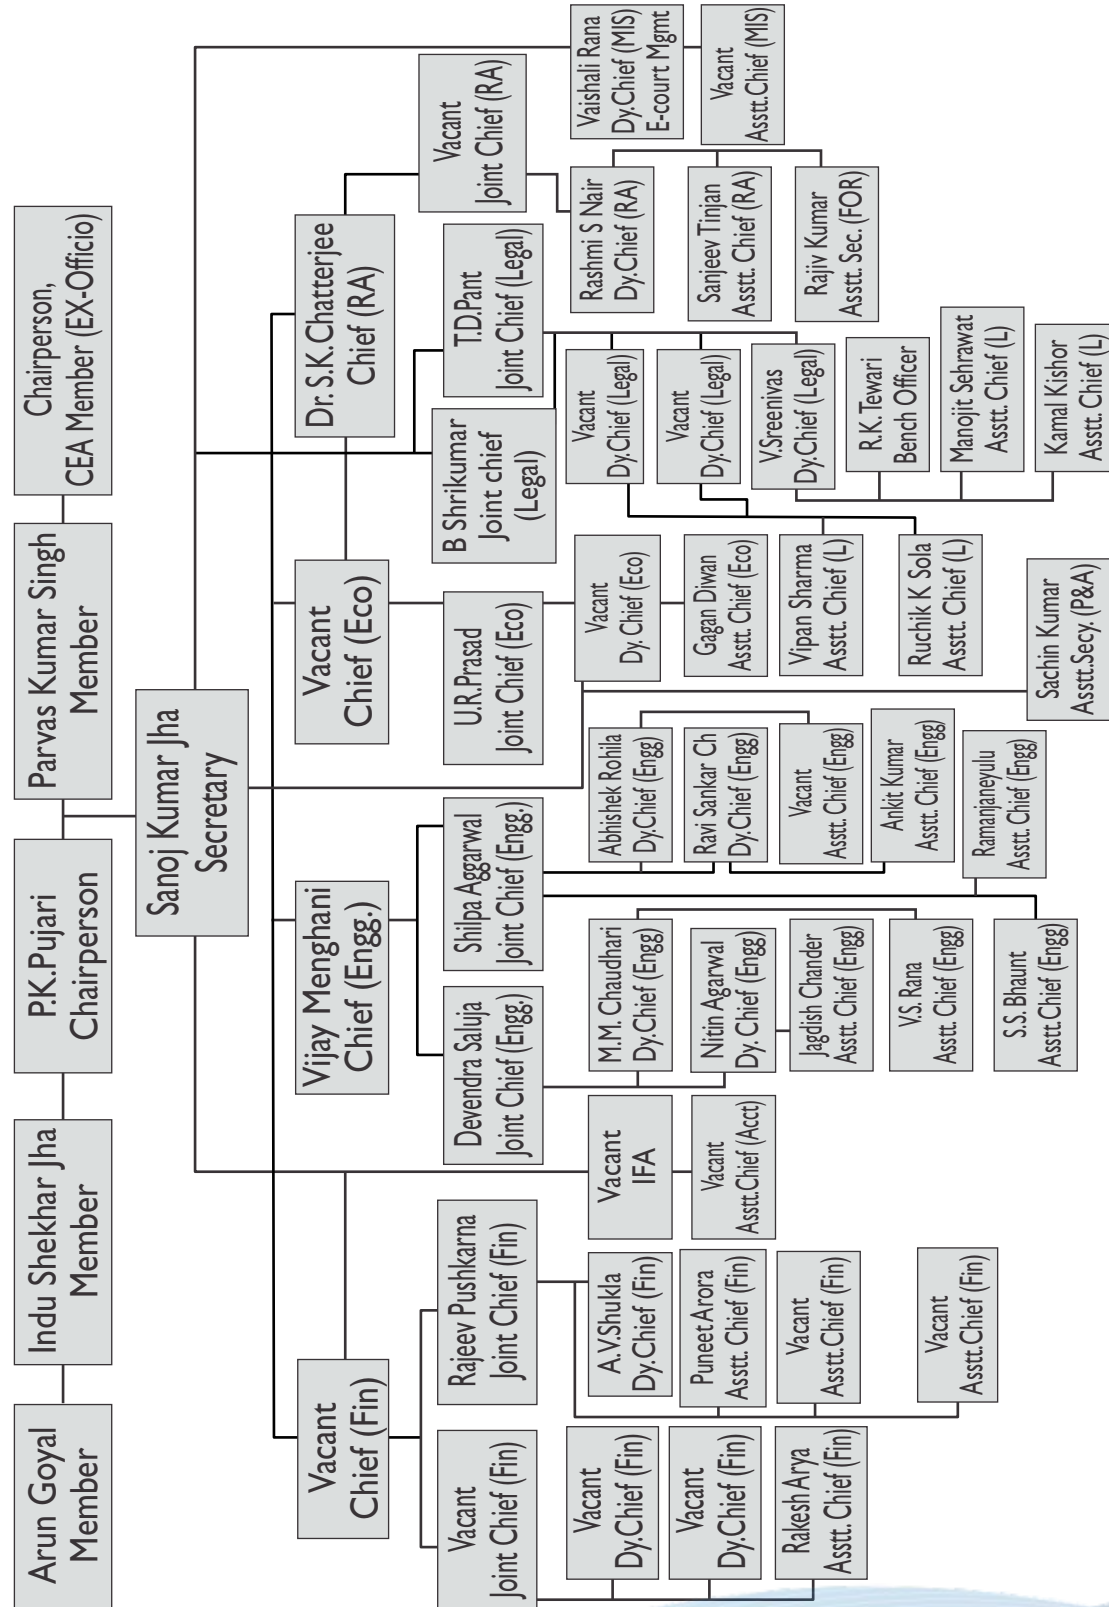 Arun Goyal
Member
Indu Shekhar Jha
Member
P.K.Pujari
Chairperson
Parvas Kumar Singh
Member
Chairperson,
CEA Member (EX-Officio)
Sanoj Kumar Jha
Secretary
Vacant
Chief (Fin)
Vijay Menghani
Chief (Engg.)
Vacant
Chief (Eco)
Dr.S.K.Chatterjee
Chief (RA)
Vacant
Joint Chief (Fin)
Rajeev Pushkarna
Joint Chief (Fin)
Devendra Saluja
Joint Chief (Engg.)
Shilpa Aggarwal
Joint Chief (Engg.)
U.R.Prasad
Joint Chief (Eco)
B Shrikumar
Joint chief
(Legal)
T.D.Pant
Joint Chief (Legal)
Vacant
Joint Chief (RA)
Vacant
Dy.Chief (Fin)
Vacant
Dy.Chief (Fin)
Rakesh Arya
Asstt. Chief (Fin)
A.V.Shukla
Dy.Chief (Fin)
Puneet Arora
Asstt. Chief (Fin)
Vacant
Asstt.Chief (Fin)
Vacant
Asstt.Chief (Fin)
Vacant
IFA
Vacant
Asstt.Chief (Acct)
M.M. Chaudhari
Dy.Chief (Engg)
Nitin Agarwal
Dy. Chief (Engg)
Jagdish Chander
Asstt. Chief (Engg)
V.S. Rana
Asstt. Chief (Engg)
S.S. Bhaunt
Asstt.Chief (Engg)
Abhishek Rohila
Dy.Chief (Engg)
Ravi Sankar Ch
Dy.Chief (Engg)
Vacant
Asstt. Chief (Engg)
Ankit Kumar
Asstt. Chief (Engg)
Ramanjaneyulu
Asstt. Chief (Engg)
Vacant
Dy. Chief (Eco)
Gagan Diwan
Asstt. Chief (Eco)
Vipan Sharma
Asstt. Chief (L)
Ruchik K Sola
Asstt. Chief (L)
Sachin Kumar
Asstt.Secy. (P&A)
Vacant
Dy.Chief (Legal)
Vacant
Dy.Chief (Legal)
V.Sreenivas
Dy.Chief (Legal)
R.K. Tewari
Bench Officer
Manojit Sehrawat
Asstt. Chief (L)
Kamal Kishor
Asstt. Chief (L)
Rashmi S Nair
Dy.Chief (RA)
Sanjeev Tinjan
Asstt. Chief (RA)
Rajiv Kumar
Asstt. Sec. (FOR)
Vaishali Rana
Dy.Chief (MIS)
E-court Mgmt
Vacant
Asstt.Chief (MIS)